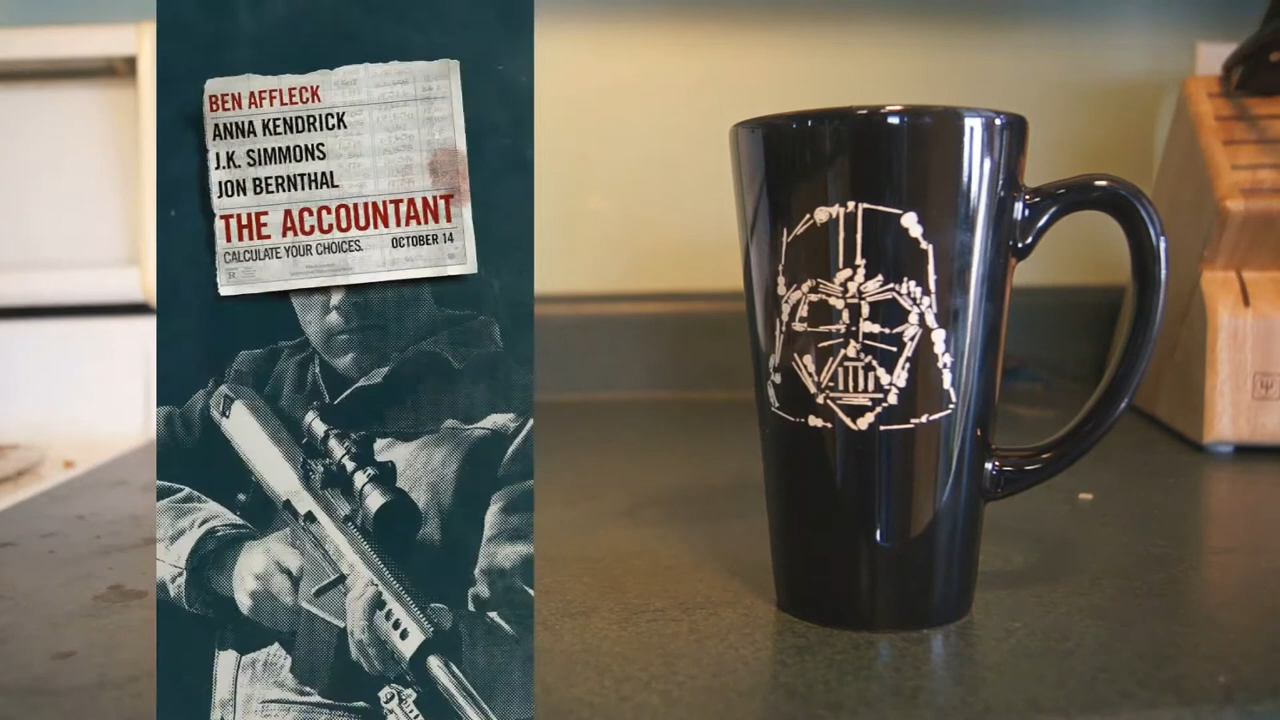 BEN AFFLECK
ANNA KENDRICK
J.K. SIMMONS
JON BERNTHAL
THE ACCOUNTANT
CALCULATE YOUR CHOICES. OCTOBER 14
R